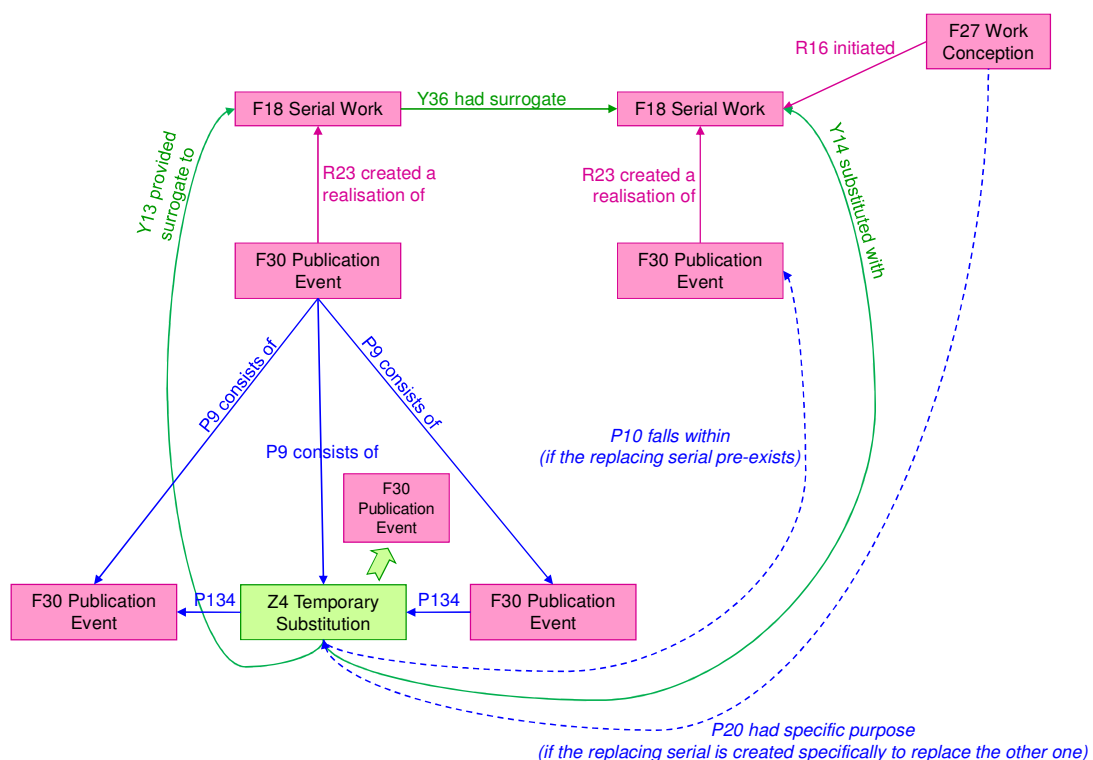 F27 Work
Conception
R16 initiated
F18 Serial Work
Y36 had surrogate
F18 Serial Work
Y13 provided
surrogate to
R23 created a
realisation of
R23 created a
realisation of
Y14 substituted with
F30 Publication
Event
F30 Publication
Event
P9 consists of
P9 consists of
P9 consists of
P10 falls within
(if the replacing serial pre-exists)
F30
Publication
Event
F30 Publication
Event
P134
Z4 Temporary
Substitution
P134
F30 Publication
Event
P20 had specific purpose
(if the replacing serial is created specifically to replace the other one)